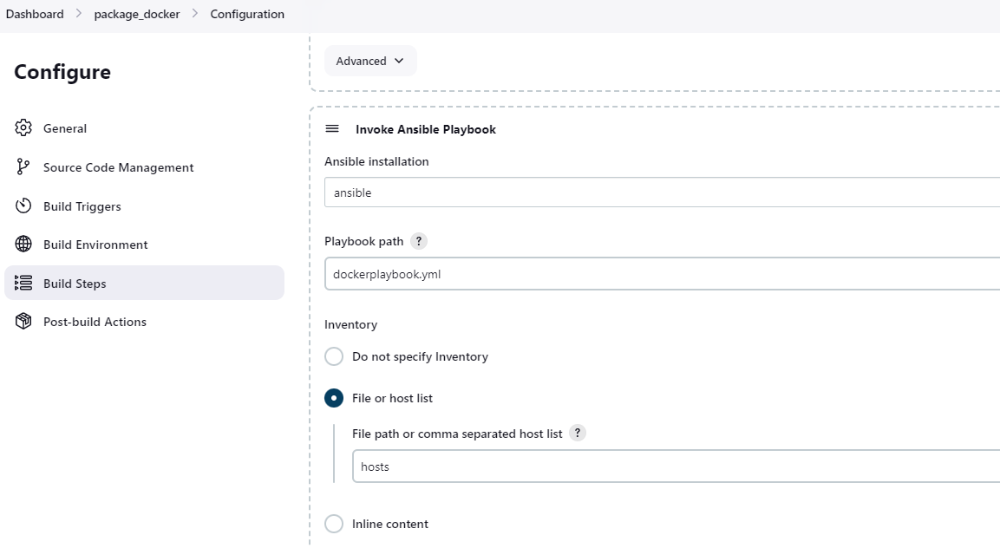 Dashboard > package_docker > Configuration
Configure
General
Source Code Management
Build Triggers
Build Environment
Build Steps
Post-build Actions
Advanced
Invoke Ansible Playbook
Ansible installation
ansible
Playbook path ?
dockerplaybook.yml
Inventory
Do not specify Inventory
File or host list
File path or comma separated host list ?
hosts
Inline content